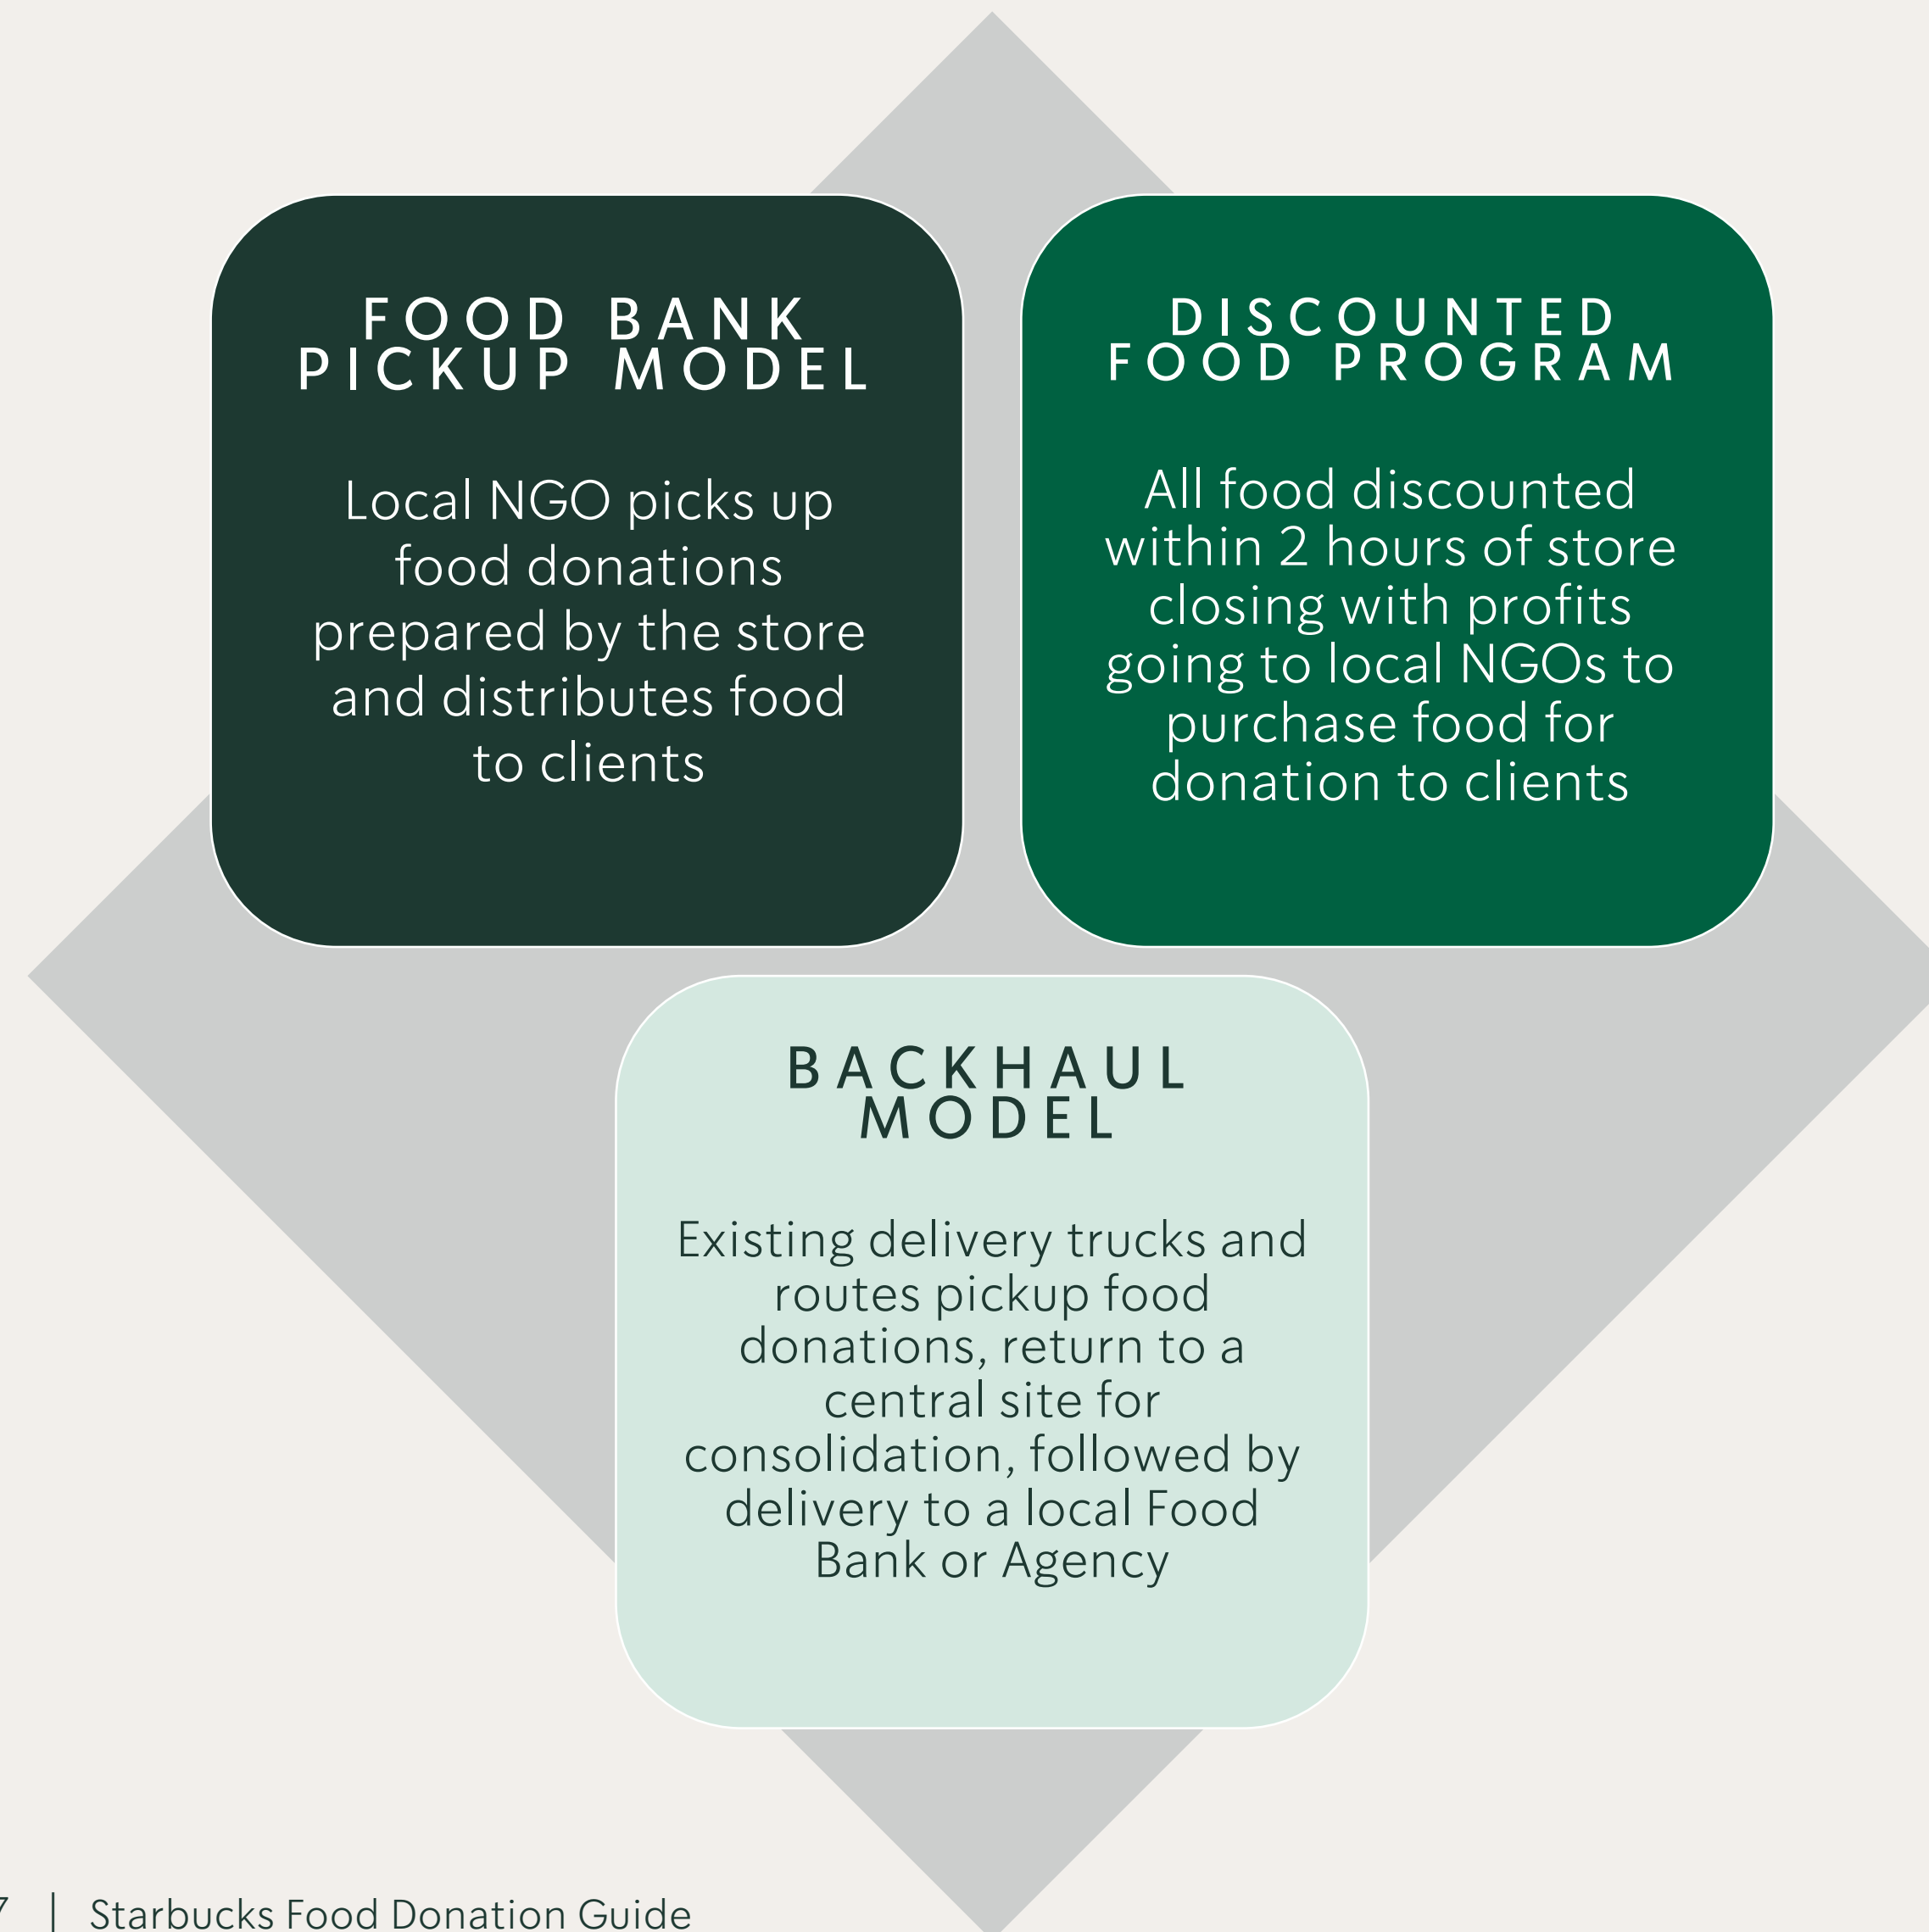 FOOD BANK
PICKUP MODEL
Local NGO picks up
food donations
prepared by the store
and distributes food
to clients
DISCOUNTED
FOOD PROGRAM
All food discounted
within 2 hours of store
closing with profits
going to local NGOs to
purchase food for
donation to clients
BACKHAUL
MODEL
Existing delivery trucks and
routes pickup food
donations, return to a
central site for
consolidation, followed by
delivery to a local Food
Bank or Agency
| Starbucks Food Donation Guide